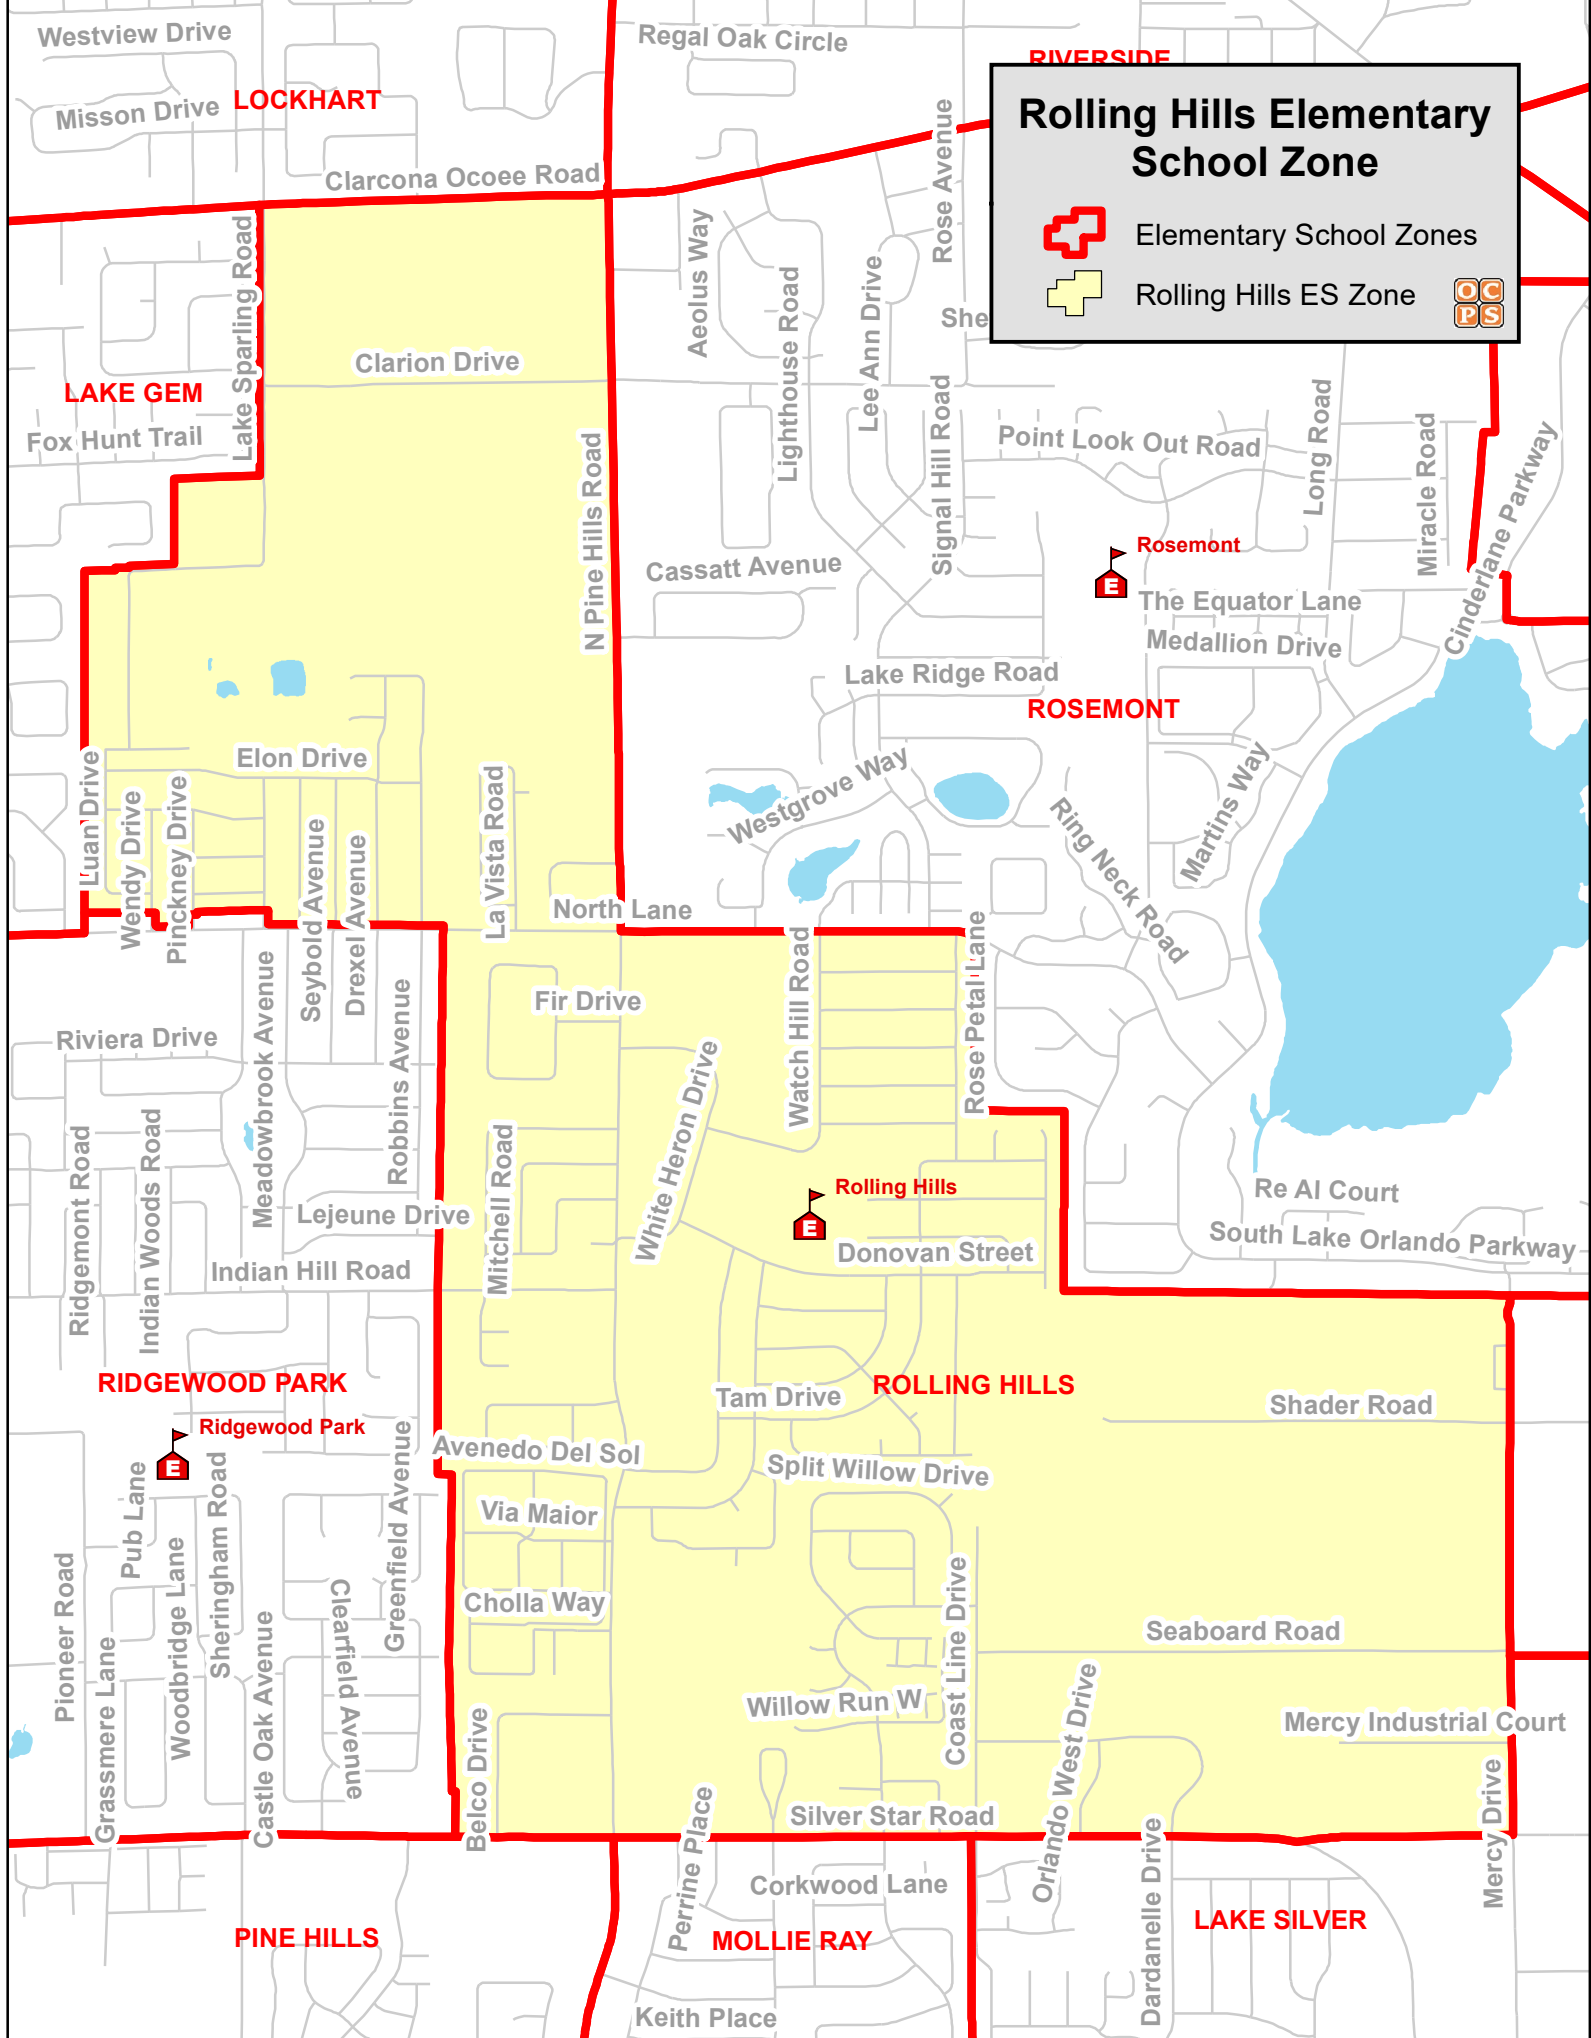 Westview Drive
Regal Oak Circle
RIVERSIDE
Misson Drive
LOCKHART
Rolling Hills Elementary
School Zone
Elementary School Zones
Rolling Hills ES Zone
OC
PS
Clarcona Ocoee Road
Rose Avenue
Lake Sparling Road
Aeolus Way
Lighthouse Road
Lee Ann Drive
She
Clarion Drive
LAKE GEM
Fox Hunt Trail
N Pine Hills Road
Signal Hill Road
Point Look Out Road
Long Road
Miracle Road
Cinderlane Parkway
Rosemont
E
Cassatt Avenue
The Equator Lane
Medallion Drive
Lake Ridge Road
ROSEMONT
Luan Drive
Elon Drive
Wendy Drive
Pinckney Drive
Seybold Avenue
Drexel Avenue
La Vista Road
Westgrove Way
Ring Neck Road
Martins Way
North Lane
Watch Hill Road
Rose Petal Lane
Fir Drive
Riviera Drive
Meadowbrook Avenue
Robbins Avenue
White Heron Drive
Ridgemont Road
Indian Woods Road
Mitchell Road
Lejeune Drive
Indian Hill Road
Rolling Hills
E
Donovan Street
Re Al Court
South Lake Orlando Parkway
RIDGEWOOD PARK
Ridgewood Park
E
Tam Drive
ROLLING HILLS
Shader Road
Avenedo Del Sol
Split Willow Drive
Via Maior
Pub Lane
Sheringham Road
Greenfield Avenue
Pioneer Road
Woodbridge Lane
Clearfield Avenue
Cholla Way
Coast Line Drive
Seaboard Road
Grassmere Lane
Castle Oak Avenue
Willow Run W
Orlando West Drive
Mercy Industrial Court
Belco Drive
Perrine Place
Silver Star Road
Mercy Drive
Dardanelle Drive
Corkwood Lane
PINE HILLS
MOLLIE RAY
LAKE SILVER
Keith Place